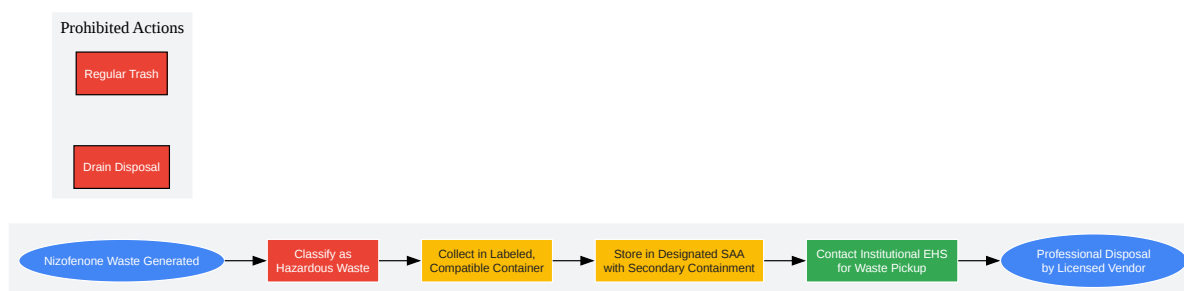 Prohibited Actions
Regular Trash
Drain Disposal
Nizofenone Waste Generated
Classify as
Hazardous Waste
Collect in Labeled,
Compatible Container
Store in Designated SAA
with Secondary Containment
Contact Institutional EHS
for Waste Pickup
Professional Disposal
by Licensed Vendor